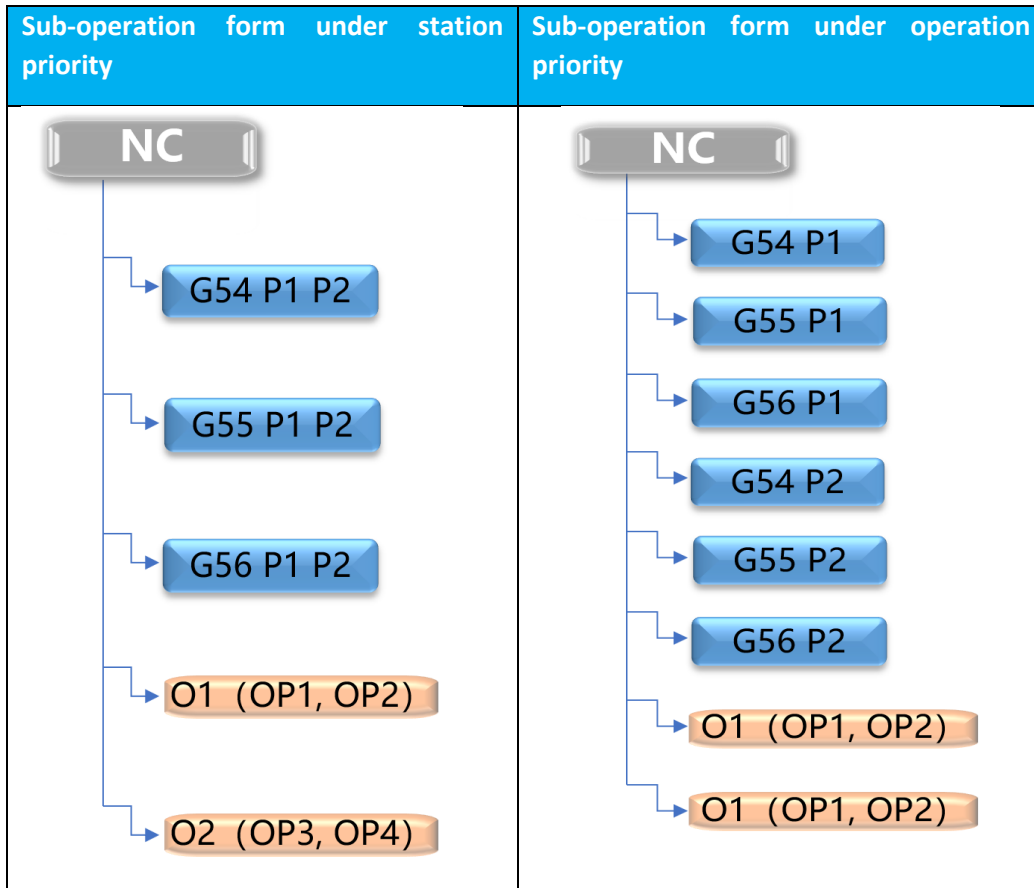 Sub-operation form under station
priority
Sub-operation form under operation
priority
NC
G54 P1 P2
G55 P1 P2
G56 P1 P2
O1 (OP1, OP2)
O2 (OP3, OP4)
NC
G54 P1
G55 P1
G56 P1
G54 P2
G55 P2
G56 P2
O1 (OP1, OP2)
O1 (OP1, OP2)